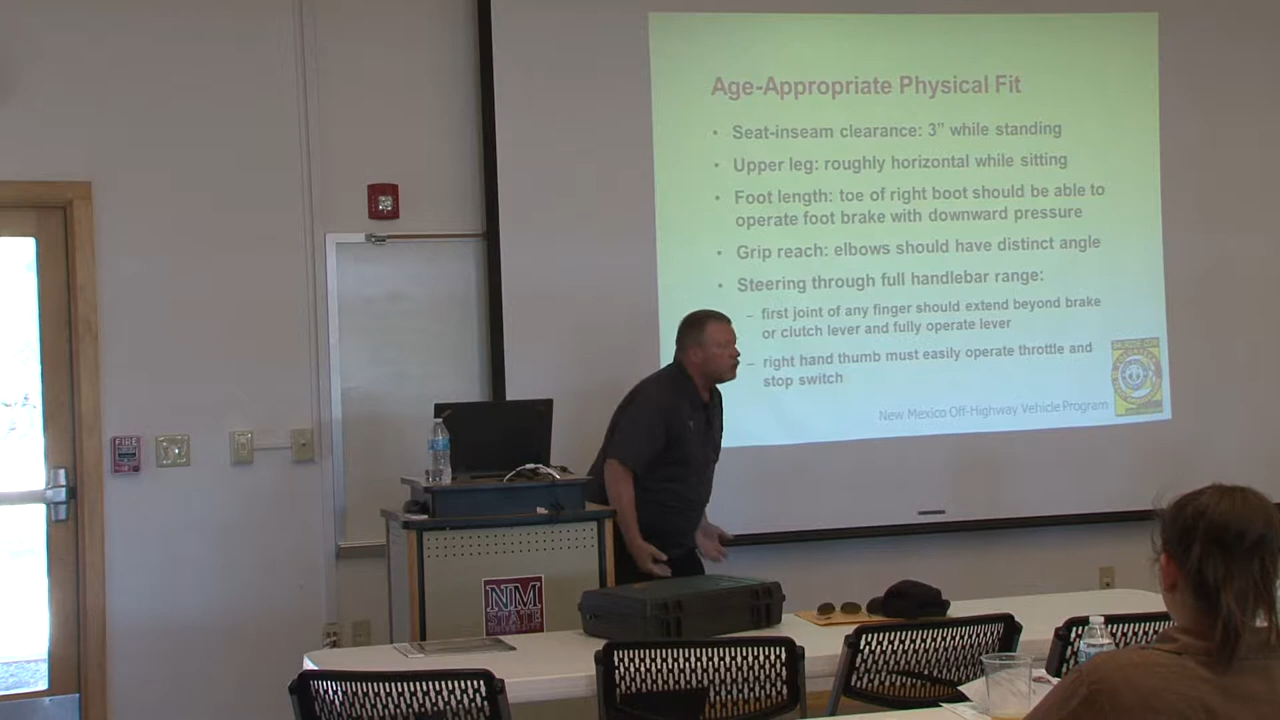 Age-Appropriate Physical Fit
• Seat-inseam clearance: 3" while standing
• Upper leg: roughly horizontal while sitting
• Foot length: toe of right boot should be able to
operate foot brake with downward pressure
• Grip reach: elbows should have distinct angle
• Steering through full handlebar range:
– first joint of any finger should extend beyond brake
or clutch lever and fully operate lever
– right hand thumb must easily operate throttle and
stop switch
New Mexico Off-Highway Vehicle Program
FIRE
NM
STATE
UNIVERSITY